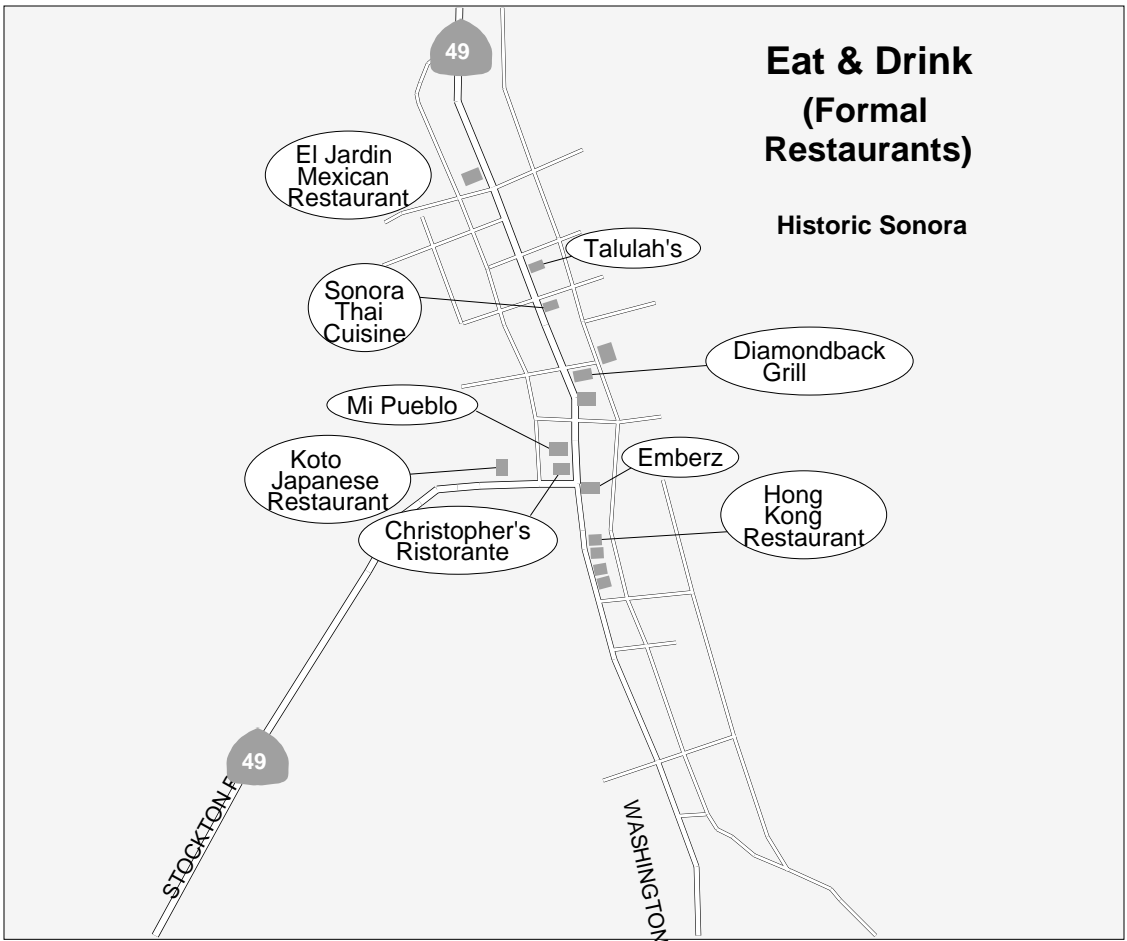 49
Eat & Drink
(Formal
Restaurants)
Historic Sonora
El Jardin
Mexican
Restaurant
Talulah's
Sonora
Thai
Cuisine
Diamondback
Grill
Mi Pueblo
Koto
Japanese
Restaurant
Emberz
Christopher's
Ristorante
Hong
Kong
Restaurant
49
STOCKTON
WASHINGTON